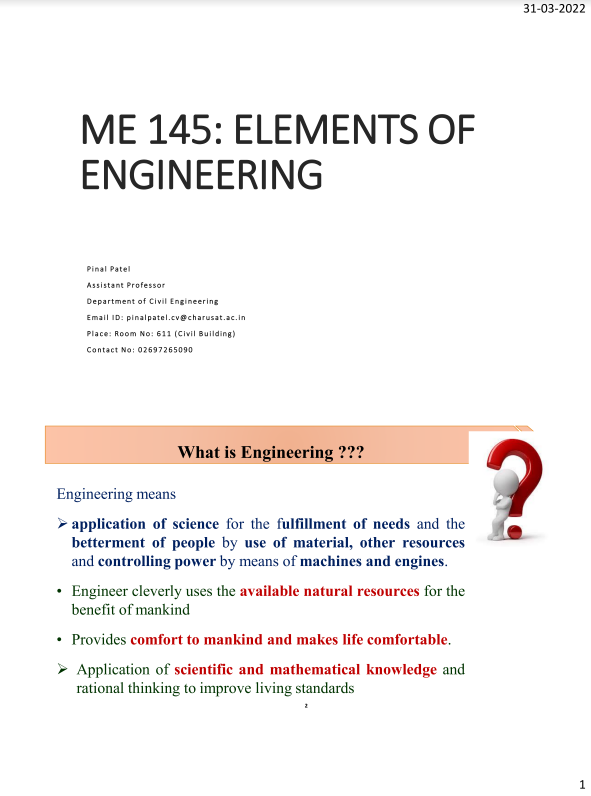 31-03-2022
ME 145: ELEMENTS OF
ENGINEERING
Pinal Patel
Assistant Professor
Department of Civil Engineering
Email ID: pinalpatel.cv@charusat.ac.in
Place: Room No: 611 (Civil Building)
Contact No: 02697265090
What is Engineering ???
Engineering means
➢ application of science for the fulfillment of needs and the
betterment of people by use of material, other resources
and controlling power by means of machines and engines.
• Engineer cleverly uses the available natural resources for the
benefit of mankind
• Provides comfort to mankind and makes life comfortable.
➢ Application of scientific and mathematical knowledge and
rational thinking to improve living standards
2
1